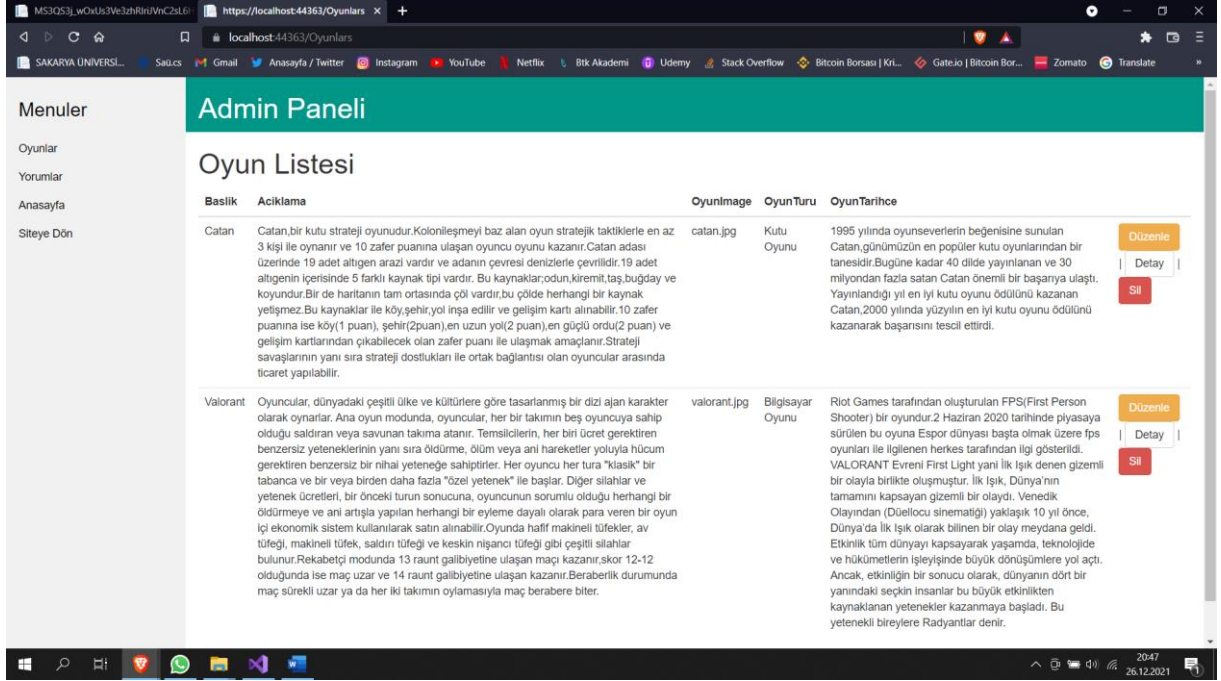 MS3QS3j_wOxUs3Ve3zhRIriJVnC2sL6H
https://localhost:44363/Oyunlars
localhost:44363/Oyunlars
SAKARYA ÜNİVERSİ...
Saü.cs
Gmail
Anasayfa / Twitter
Instagram
YouTube
Netflix
Btk Akademi
Udemy
Stack Overflow
Bitcoin Borsası | Kri...
Gate.io | Bitcoin Bor...
Zomato
Translate
»
Menuler
Oyunlar
Yorumlar
Anasayfa
Siteye Dön
Admin Paneli
Oyun Listesi
Baslik
Aciklama
OyunImage
OyunTuru
OyunTarihce
Catan
Catan,bir kutu strateji oyunudur.Kolonileşmeyi baz alan oyun stratejik taktiklerle en az
3 kişi ile oynanır ve 10 zafer puanına ulaşan oyuncu oyunu kazanır.Catan adası
üzerinde 19 adet altıgen arazi vardır ve adanın çevresi denizlerle çevrilidir.19 adet
altıgenin içerisinde 5 farklı kaynak tipi vardır. Bu kaynaklar;odun,kiremit,taş,buğday ve
koyundur.Bir de haritanın tam ortasında çöl vardır,bu çölde herhangi bir kaynak
yetişmez.Bu kaynaklar ile köy,şehir,yol inşa edilir ve gelişim kartı alınabilir.10 zafer
puanına ise köy(1 puan), şehir(2puan),en uzun yol(2 puan),en güçlü ordu(2 puan) ve
gelişim kartlarından çıkabilecek olan zafer puanı ile ulaşmak amaçlanır.Strateji
savaşlarının yanı sıra strateji dostlukları ile ortak bağlantısı olan oyuncular arasında
ticaret yapılabilir.
catan.jpg
Kutu
Oyunu
1995 yılında oyunseverlerin beğenisine sunulan
Catan,günümüzün en popüler kutu oyunlarından bir
tanesidir.Bugüne kadar 40 dilde yayınlanan ve 30
milyondan fazla satan Catan önemli bir başarıya ulaştı.
Yayınlandığı yıl en iyi kutu oyunu ödülünü kazanan
Catan,2000 yılında yüzyılın en iyi kutu oyunu ödülünü
kazanarak başarısını tescil ettirdi.
Düzenle
| Detay |
Sil
Valorant
Oyuncular, dünyadaki çeşitli ülke ve kültürlere göre tasarlanmış bir dizi ajan karakter
olarak oynarlar. Ana oyun modunda, oyuncular, her bir takımın beş oyuncuya sahip
olduğu saldıran veya savunan takıma atanır. Temsilcilerin, her biri ücret gerektiren
benzersiz yeteneklerinin yanı sıra öldürme, ölüm veya ani hareketler yoluyla hücum
gerektiren benzersiz bir nihai yeteneğe sahiptirler. Her oyuncu her tura "klasik" bir
tabanca ve bir veya birden daha fazla "özel yetenek" ile başlar. Diğer silahlar ve
yetenek ücretleri, bir önceki turun sonucuna, oyuncunun sorumlu olduğu herhangi bir
öldürmeye ve ani artışla yapılan herhangi bir eyleme dayalı olarak para veren bir oyun
içi ekonomik sistem kullanılarak satın alınabilir.Oyunda hafif makineli tüfekler, av
tüfeği, makineli tüfek, saldırı tüfeği ve keskin nişancı tüfeği gibi çeşitli silahlar
bulunur.Rekabetçi modunda 13 raunt galibiyetine ulaşan maçı kazanır,skor 12-12
olduğunda ise maç uzar ve 14 raunt galibiyetine ulaşan kazanır.Beraberlik durumunda
maç sürekli uzar ya da her iki takımın oylamasıyla maç berabere biter.
valorant.jpg
Bilgisayar
Oyunu
Riot Games tarafından oluşturulan FPS(First Person
Shooter) bir oyundur.2 Haziran 2020 tarihinde piyasaya
sürülen bu oyuna Espor dünyası başta olmak üzere fps
oyunları ile ilgilenen herkes tarafından ilgi gösterildi.
VALORANT Evreni First Light yani İlk Işık denen gizemli
bir olayla birlikte oluşmuştur. İlk Işık, Dünya'nın
tamamını kapsayan gizemli bir olaydı. Venedik
Olayından (Düellocu sinematiği) yaklaşık 10 yıl önce,
Dünya'da İlk Işık olarak bilinen bir olay meydana geldi.
Etkinlik tüm dünyayı kapsayarak yaşamda, teknolojide
ve hükümetlerin işleyişinde büyük dönüşümlere yol açtı.
Ancak, etkinliğin bir sonucu olarak, dünyanın dört bir
yanındaki seçkin insanlar bu büyük etkinlikten
kaynaklanan yetenekler kazanmaya başladı. Bu
yetenekli bireylere Radyantlar denir.
Düzenle
| Detay |
Sil
20:47
26.12.2021